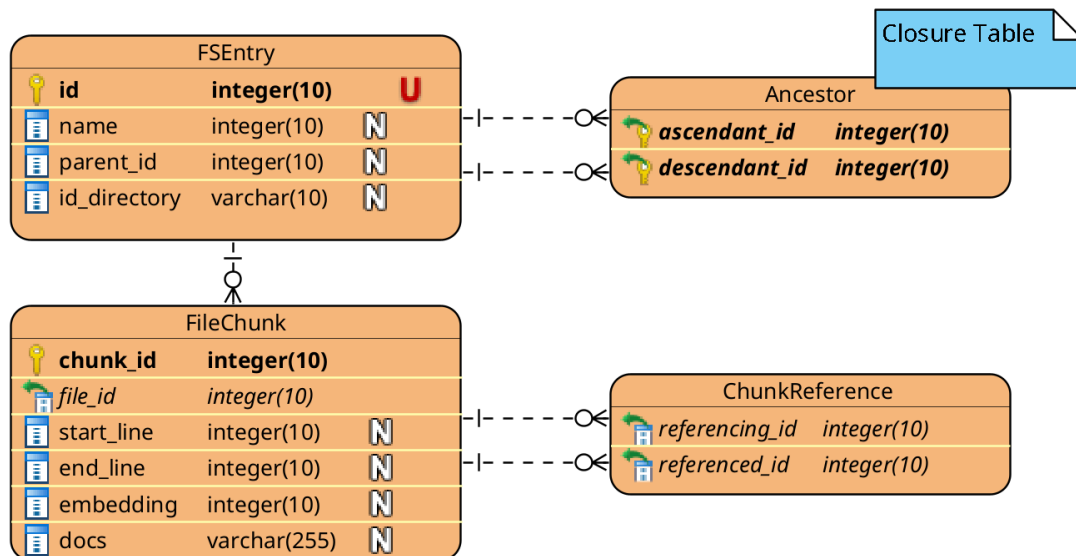 Closure Table
FSEntry
id integer(10) U
name integer(10) N
parent_id integer(10) N
id_directory varchar(10) N
Ancestor
ascendant_id integer(10)
descendant_id integer(10)
FileChunk
chunk_id integer(10)
file_id integer(10)
start_line integer(10) N
end_line integer(10) N
embedding integer(10) N
docs varchar(255) N
ChunkReference
referencing_id integer(10)
referenced_id integer(10)